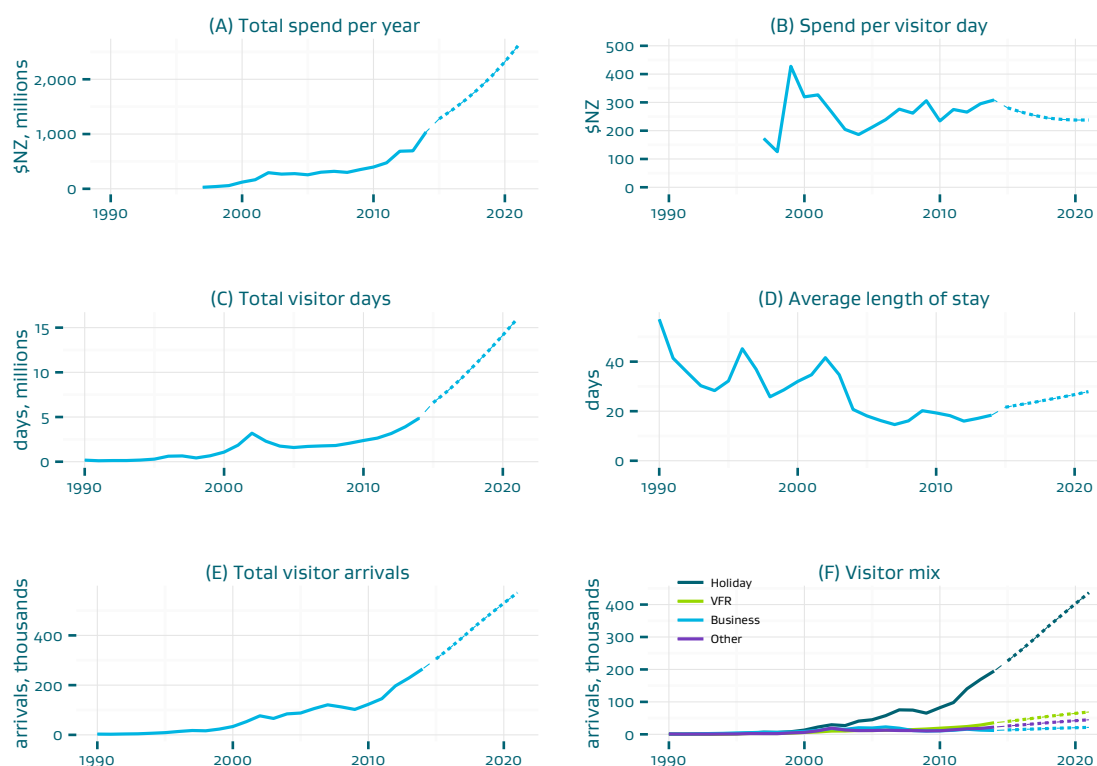 (A) Total spend per year
$NZ, millions
2,000
1,000
0
1990 2000 2010 2020
(B) Spend per visitor day
$NZ
500
400
300
200
100
0
1990 2000 2010 2020
(C) Total visitor days
days, millions
15
10
5
0
1990 2000 2010 2020
(D) Average length of stay
days
40
20
0
1990 2000 2010 2020
(E) Total visitor arrivals
arrivals, thousands
400
200
0
1990 2000 2010 2020
(F) Visitor mix
arrivals, thousands
Holiday
VFR
Business
Other
400
300
200
100
0
1990 2000 2010 2020